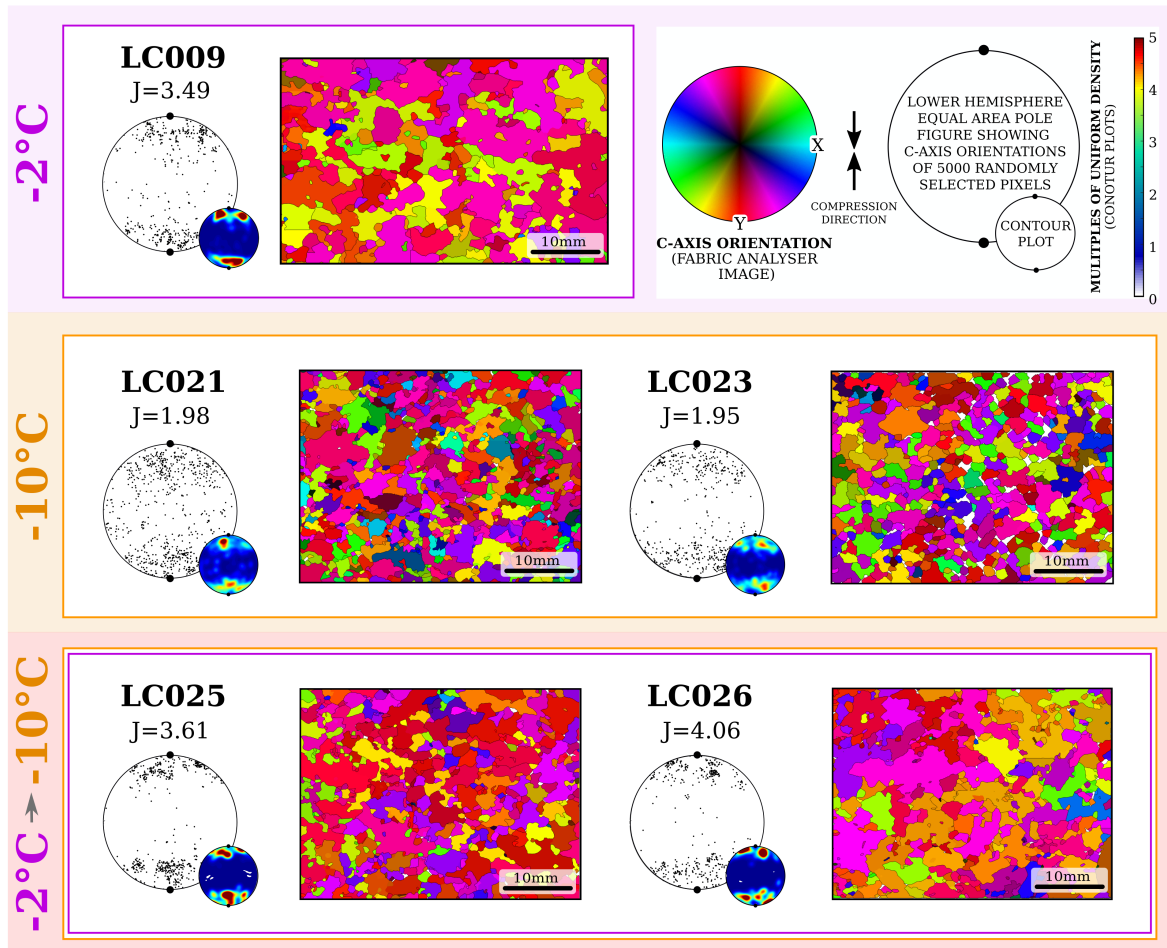 -2°C
LC009
J=3.49
10mm
X
Y
C-AXIS ORIENTATION
(FABRIC ANALYSER
IMAGE)
COMPRESSION
DIRECTION
LOWER HEMISPHERE
EQUAL AREA POLE
FIGURE SHOWING
C-AXIS ORIENTATIONS
OF 5000 RANDOMLY
SELECTED PIXELS
CONTOUR
PLOT
MULITPLES OF UNIFORM DENSITY
(CONOTUR PLOTS)
5
4
3
2
1
0
-10°C
LC021
J=1.98
10mm
LC023
J=1.95
10mm
-2°C → -10°C
LC025
J=3.61
10mm
LC026
J=4.06
10mm